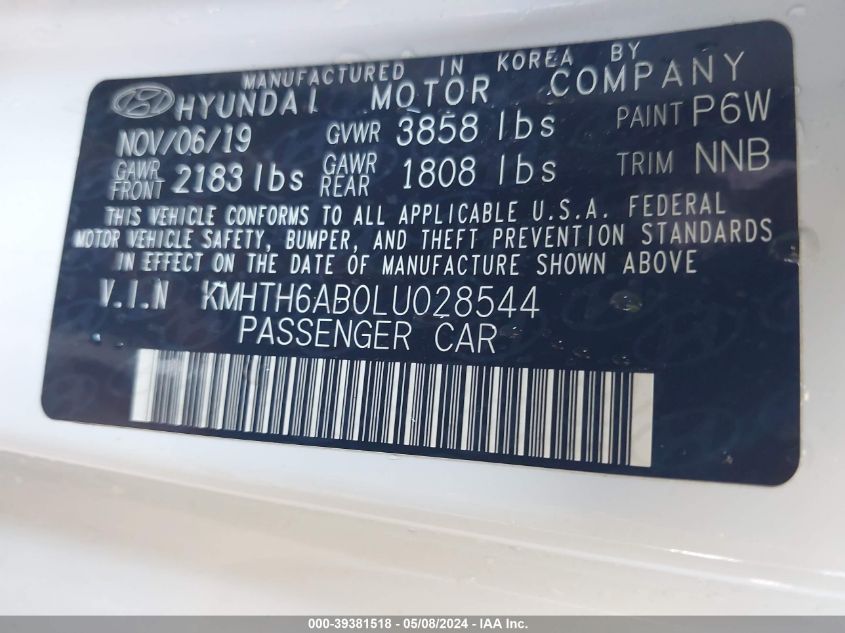 MANUFACTURED IN KOREA BY
HYUNDAI MOTOR COMPANY
NOV/06/19 GVWR 3858 lbs PAINT P6W
GAWR FRONT 2183 lbs GAWR REAR 1808 lbs TRIM NNB
THIS VEHICLE CONFORMS TO ALL APPLICABLE U.S.A. FEDERAL
MOTOR VEHICLE SAFETY, BUMPER, AND THEFT PREVENTION STANDARDS
IN EFFECT ON THE DATE OF MANUFACTURE SHOWN ABOVE
V.I.N KMHTH6AB0LU028544
PASSENGER CAR
000-39381518 - 05/08/2024 - IAAI.com